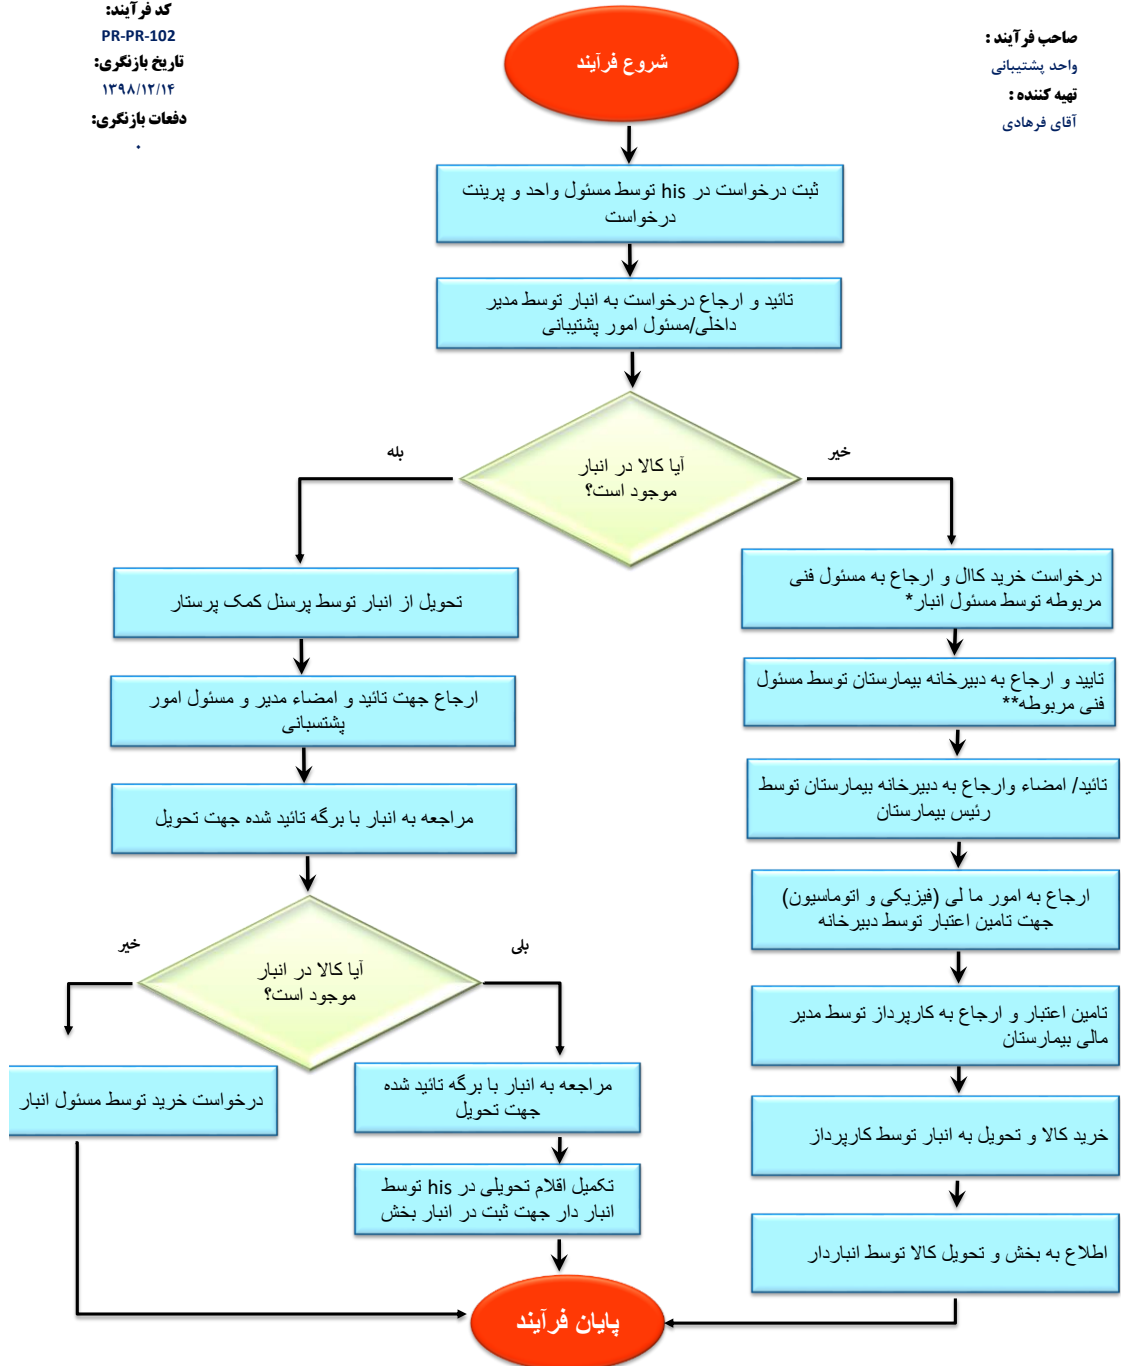 کد فرآیند:
PR-PR-102
تاریخ بازنگری:
۱۳۹۸/۱۲/۱۴
دفعات بازنگری:
۰
صاحب فرآیند :
واحد پشتیبانی
تهیه کننده :
آقای فرهادی
شروع فرآیند
ثبت درخواست در his توسط مسئول واحد و پرینت
درخواست
تائید و ارجاع درخواست به انبار توسط مدیر
داخلی/مسئول امور پشتیبانی
آیا کالا در انبار
موجود است؟
خیر
بله
درخواست خرید کاال و ارجاع به مسئول فنی
مربوطه توسط مسئول انبار*
تایید و ارجاع به دبیرخانه بیمارستان توسط مسئول
فنی مربوطه**
تائید/ امضاء وارجاع به دبیرخانه بیمارستان توسط
رئیس بیمارستان
ارجاع به امور ما لی (فیزیکی و اتوماسیون)
جهت تامین اعتبار توسط دبیرخانه
تامین اعتبار و ارجاع به کارپرداز توسط مدیر
مالی بیمارستان
خرید کالا و تحویل به انبار توسط کارپرداز
اطلاع به بخش و تحویل کالا توسط انباردار
تحویل از انبار توسط پرسنل کمک پرستار
ارجاع جهت تائید و امضاء مدیر و مسئول امور
پشتسبانی
مراجعه به انبار با برگه تائید شده جهت تحویل
آیا کالا در انبار
موجود است؟
بلی
خیر
مراجعه به انبار با برگه تائید شده
جهت تحویل
تکمیل اقلام تحویلی در his توسط
انبار دار جهت ثبت در انبار بخش
درخواست خرید توسط مسئول انبار
پایان فرآیند